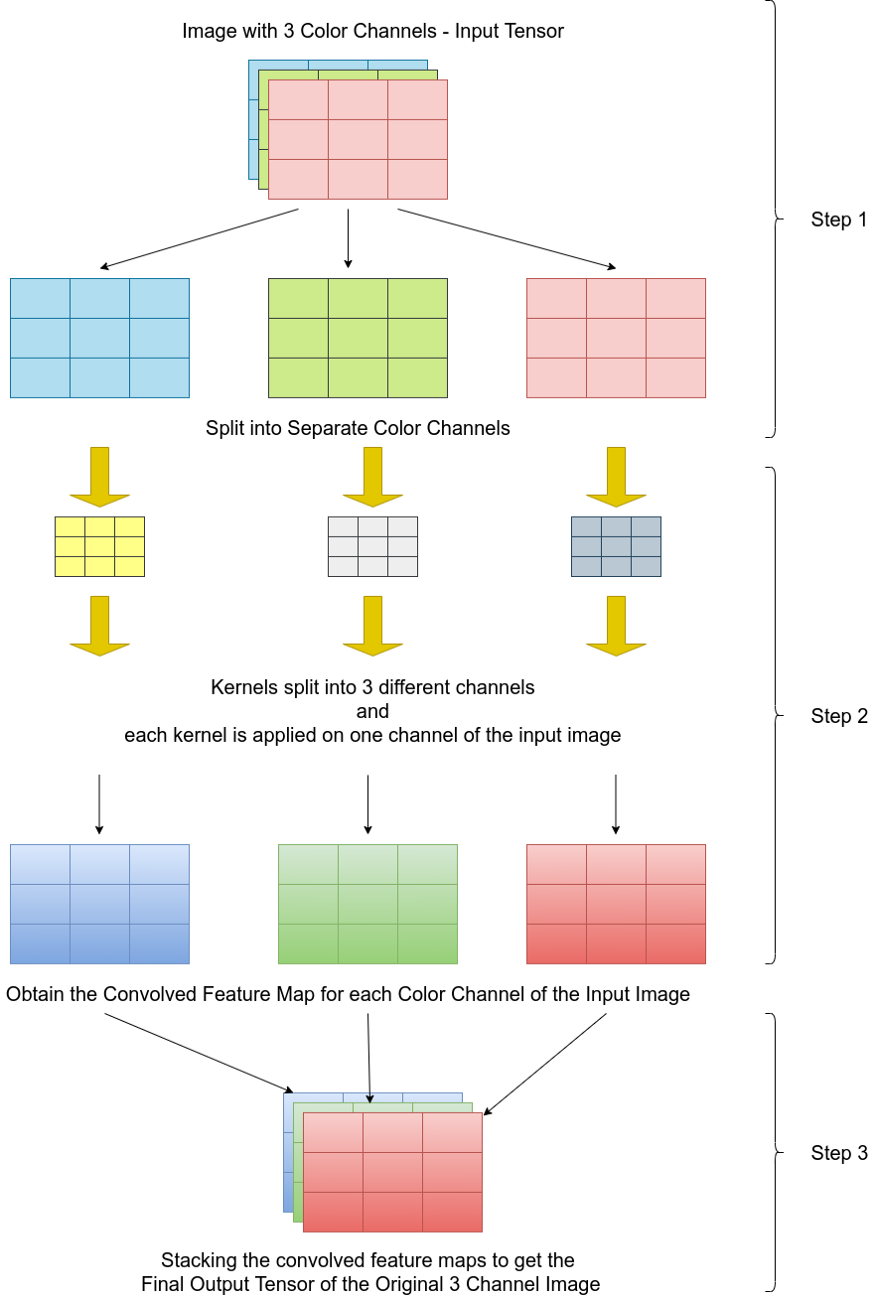 Image with 3 Color Channels - Input Tensor
Step 1
Split into Separate Color Channels
Kernels split into 3 different channels
and
each kernel is applied on one channel of the input image
Step 2
Obtain the Convolved Feature Map for each Color Channel of the Input Image
Step 3
Stacking the convolved feature maps to get the
Final Output Tensor of the Original 3 Channel Image